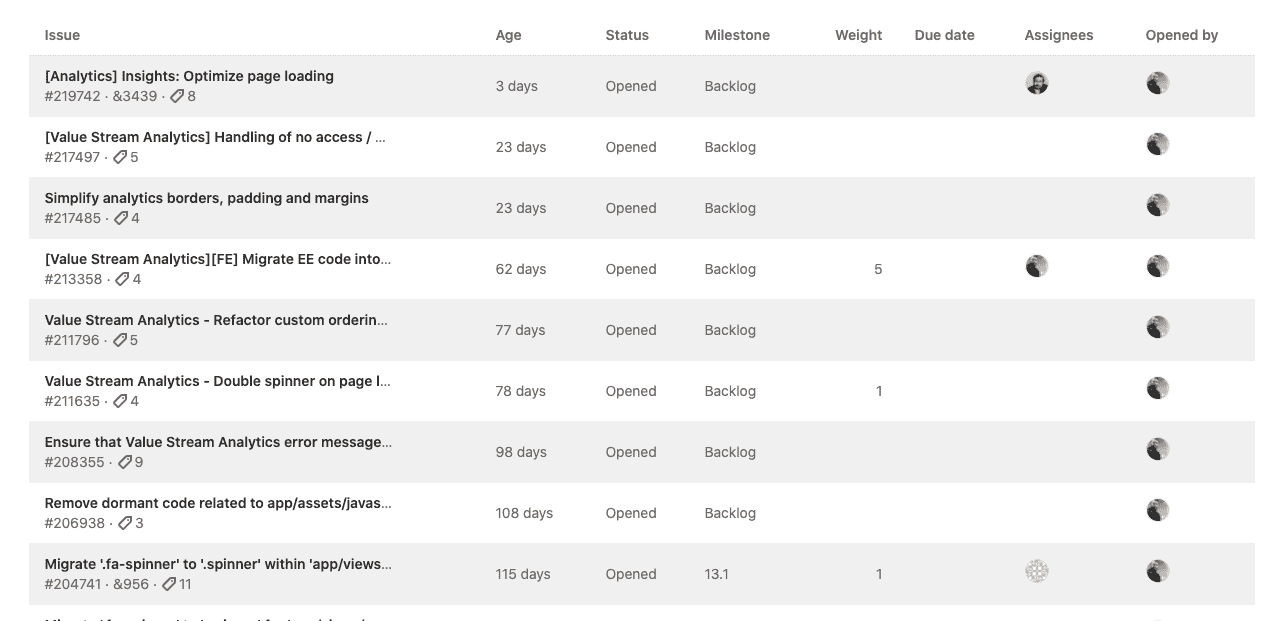 Issue Age Status Milestone Weight Due date Assignees Opened by
[Analytics] Insights: Optimize page loading
#219742 · &3439 · 8
3 days Opened Backlog
[Value Stream Analytics] Handling of no access / ...
#217497 · 5
23 days Opened Backlog
Simplify analytics borders, padding and margins
#217485 · 4
23 days Opened Backlog
[Value Stream Analytics][FE] Migrate EE code into...
#213358 · 4
62 days Opened Backlog 5
Value Stream Analytics - Refactor custom orderin...
#211796 · 5
77 days Opened Backlog
Value Stream Analytics - Double spinner on page l...
#211635 · 4
78 days Opened Backlog 1
Ensure that Value Stream Analytics error message...
#208355 · 9
98 days Opened Backlog
Remove dormant code related to app/assets/javas...
#206938 · 3
108 days Opened Backlog
Migrate '.fa-spinner' to '.spinner' within 'app/views...
#204741 · &956 · 11
115 days Opened 13.1 1